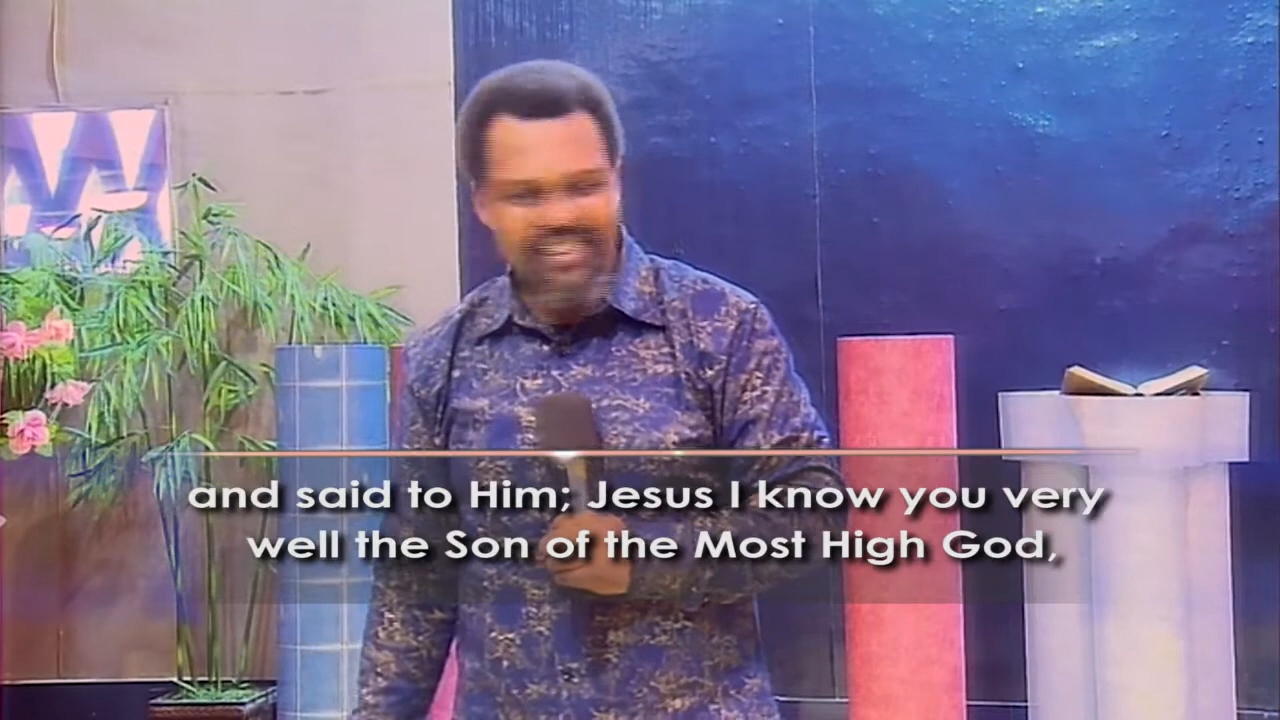 and said to Him; Jesus I know you very
well the Son of the Most High God,